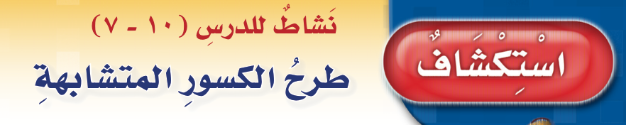 اسْتِكْشَافٌ
نَشاطٌ للدرسِ (١٠ - ٧)
طرحُ الكسورِ المتشابهةِ